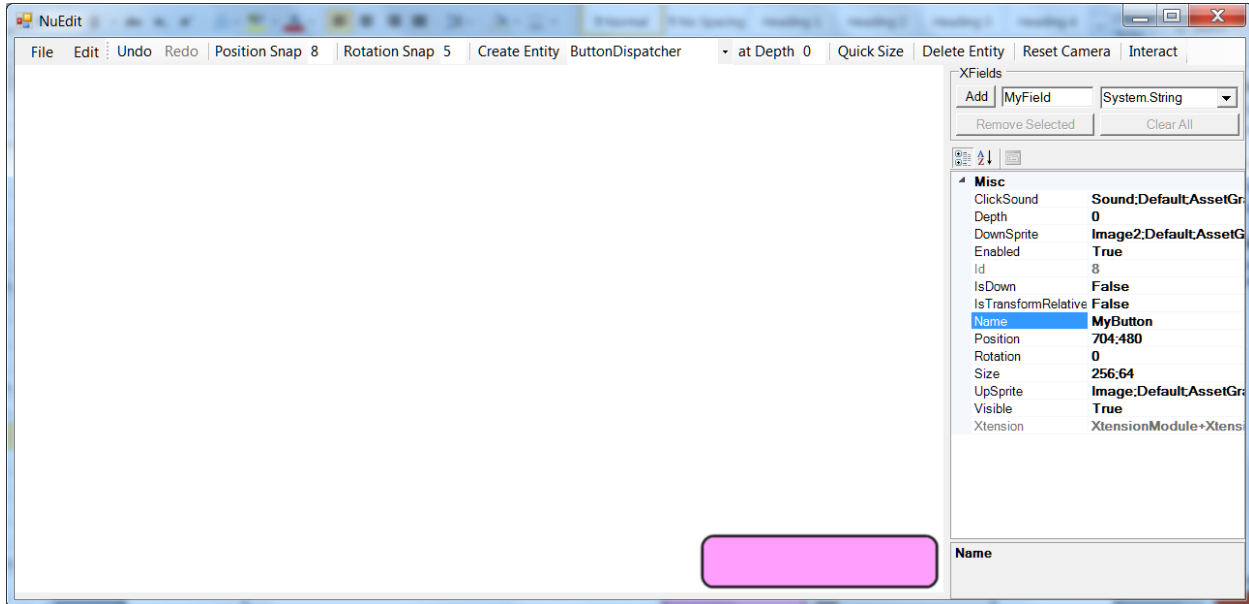 NuEdit
File Edit Undo Redo Position Snap 8 Rotation Snap 5 Create Entity ButtonDispatcher at Depth 0 Quick Size Delete Entity Reset Camera Interact
XFields
Add MyField System.String
Remove Selected Clear All
Misc
ClickSound Sound;Default;AssetGr
Depth 0
DownSprite Image2;Default;AssetG
Enabled True
Id 8
IsDown False
IsTransformRelative False
Name MyButton
Position 704;480
Rotation 0
Size 256;64
UpSprite Image;Default;AssetGr
Visible True
Xtension XtensionModule+Xtensi
Name